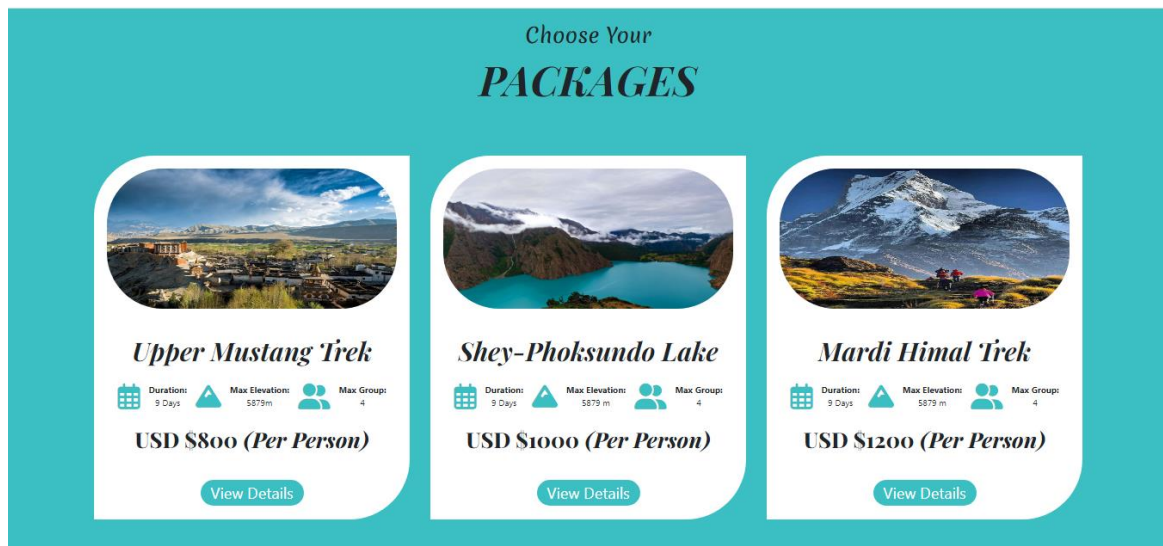 Choose Your
PACKAGES
Upper Mustang Trek
Duration:
9 Days
Max Elevation:
5879m
Max Group:
4
USD $800 (Per Person)
View Details
Shey-Phoksundo Lake
Duration:
9 Days
Max Elevation:
5879 m
Max Group:
4
USD $1000 (Per Person)
View Details
Mardi Himal Trek
Duration:
9 Days
Max Elevation:
5879 m
Max Group:
4
USD $1200 (Per Person)
View Details